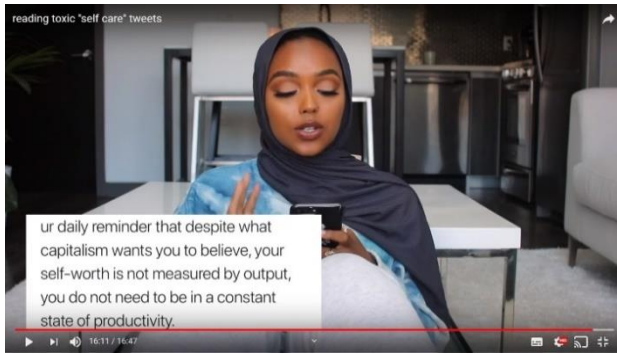 reading toxic "self care" tweets
ur daily reminder that despite what
capitalism wants you to believe, your
self-worth is not measured by output,
you do not need to be in a constant
state of productivity.
16:11 / 16:47